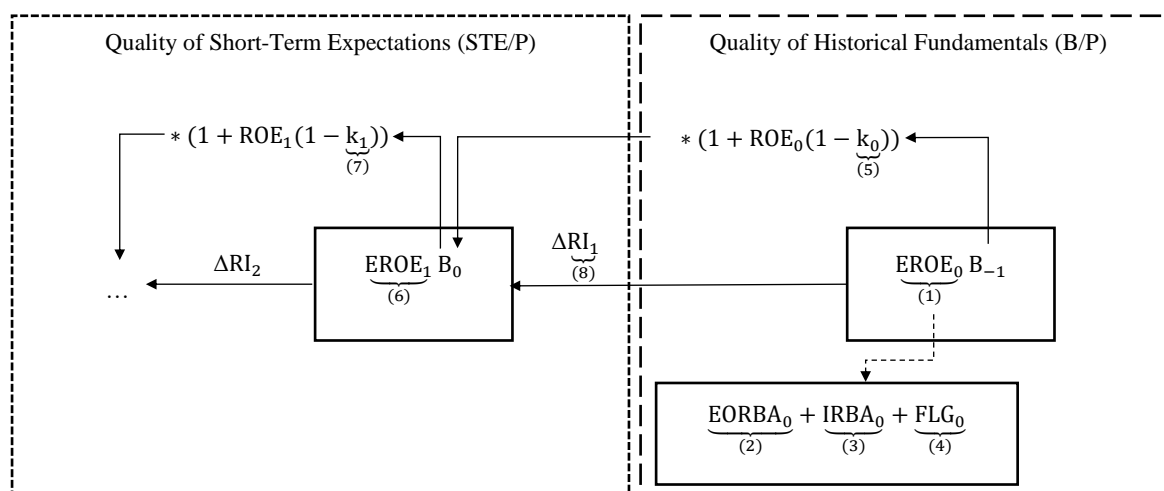 Quality of Short-Term Expectations (STE/P)
Quality of Historical Fundamentals (B/P)
∗ (1 + ROE₁(1 − k₁))
(7)
∗ (1 + ROE₀(1 − k₀))
(5)
ΔRI₂
EROE₁ B₀
(6)
ΔRI₁
(8)
EROE₀ B₋₁
(1)
…
EORBA₀ + IRBA₀ + FLG₀
(2) (3) (4)